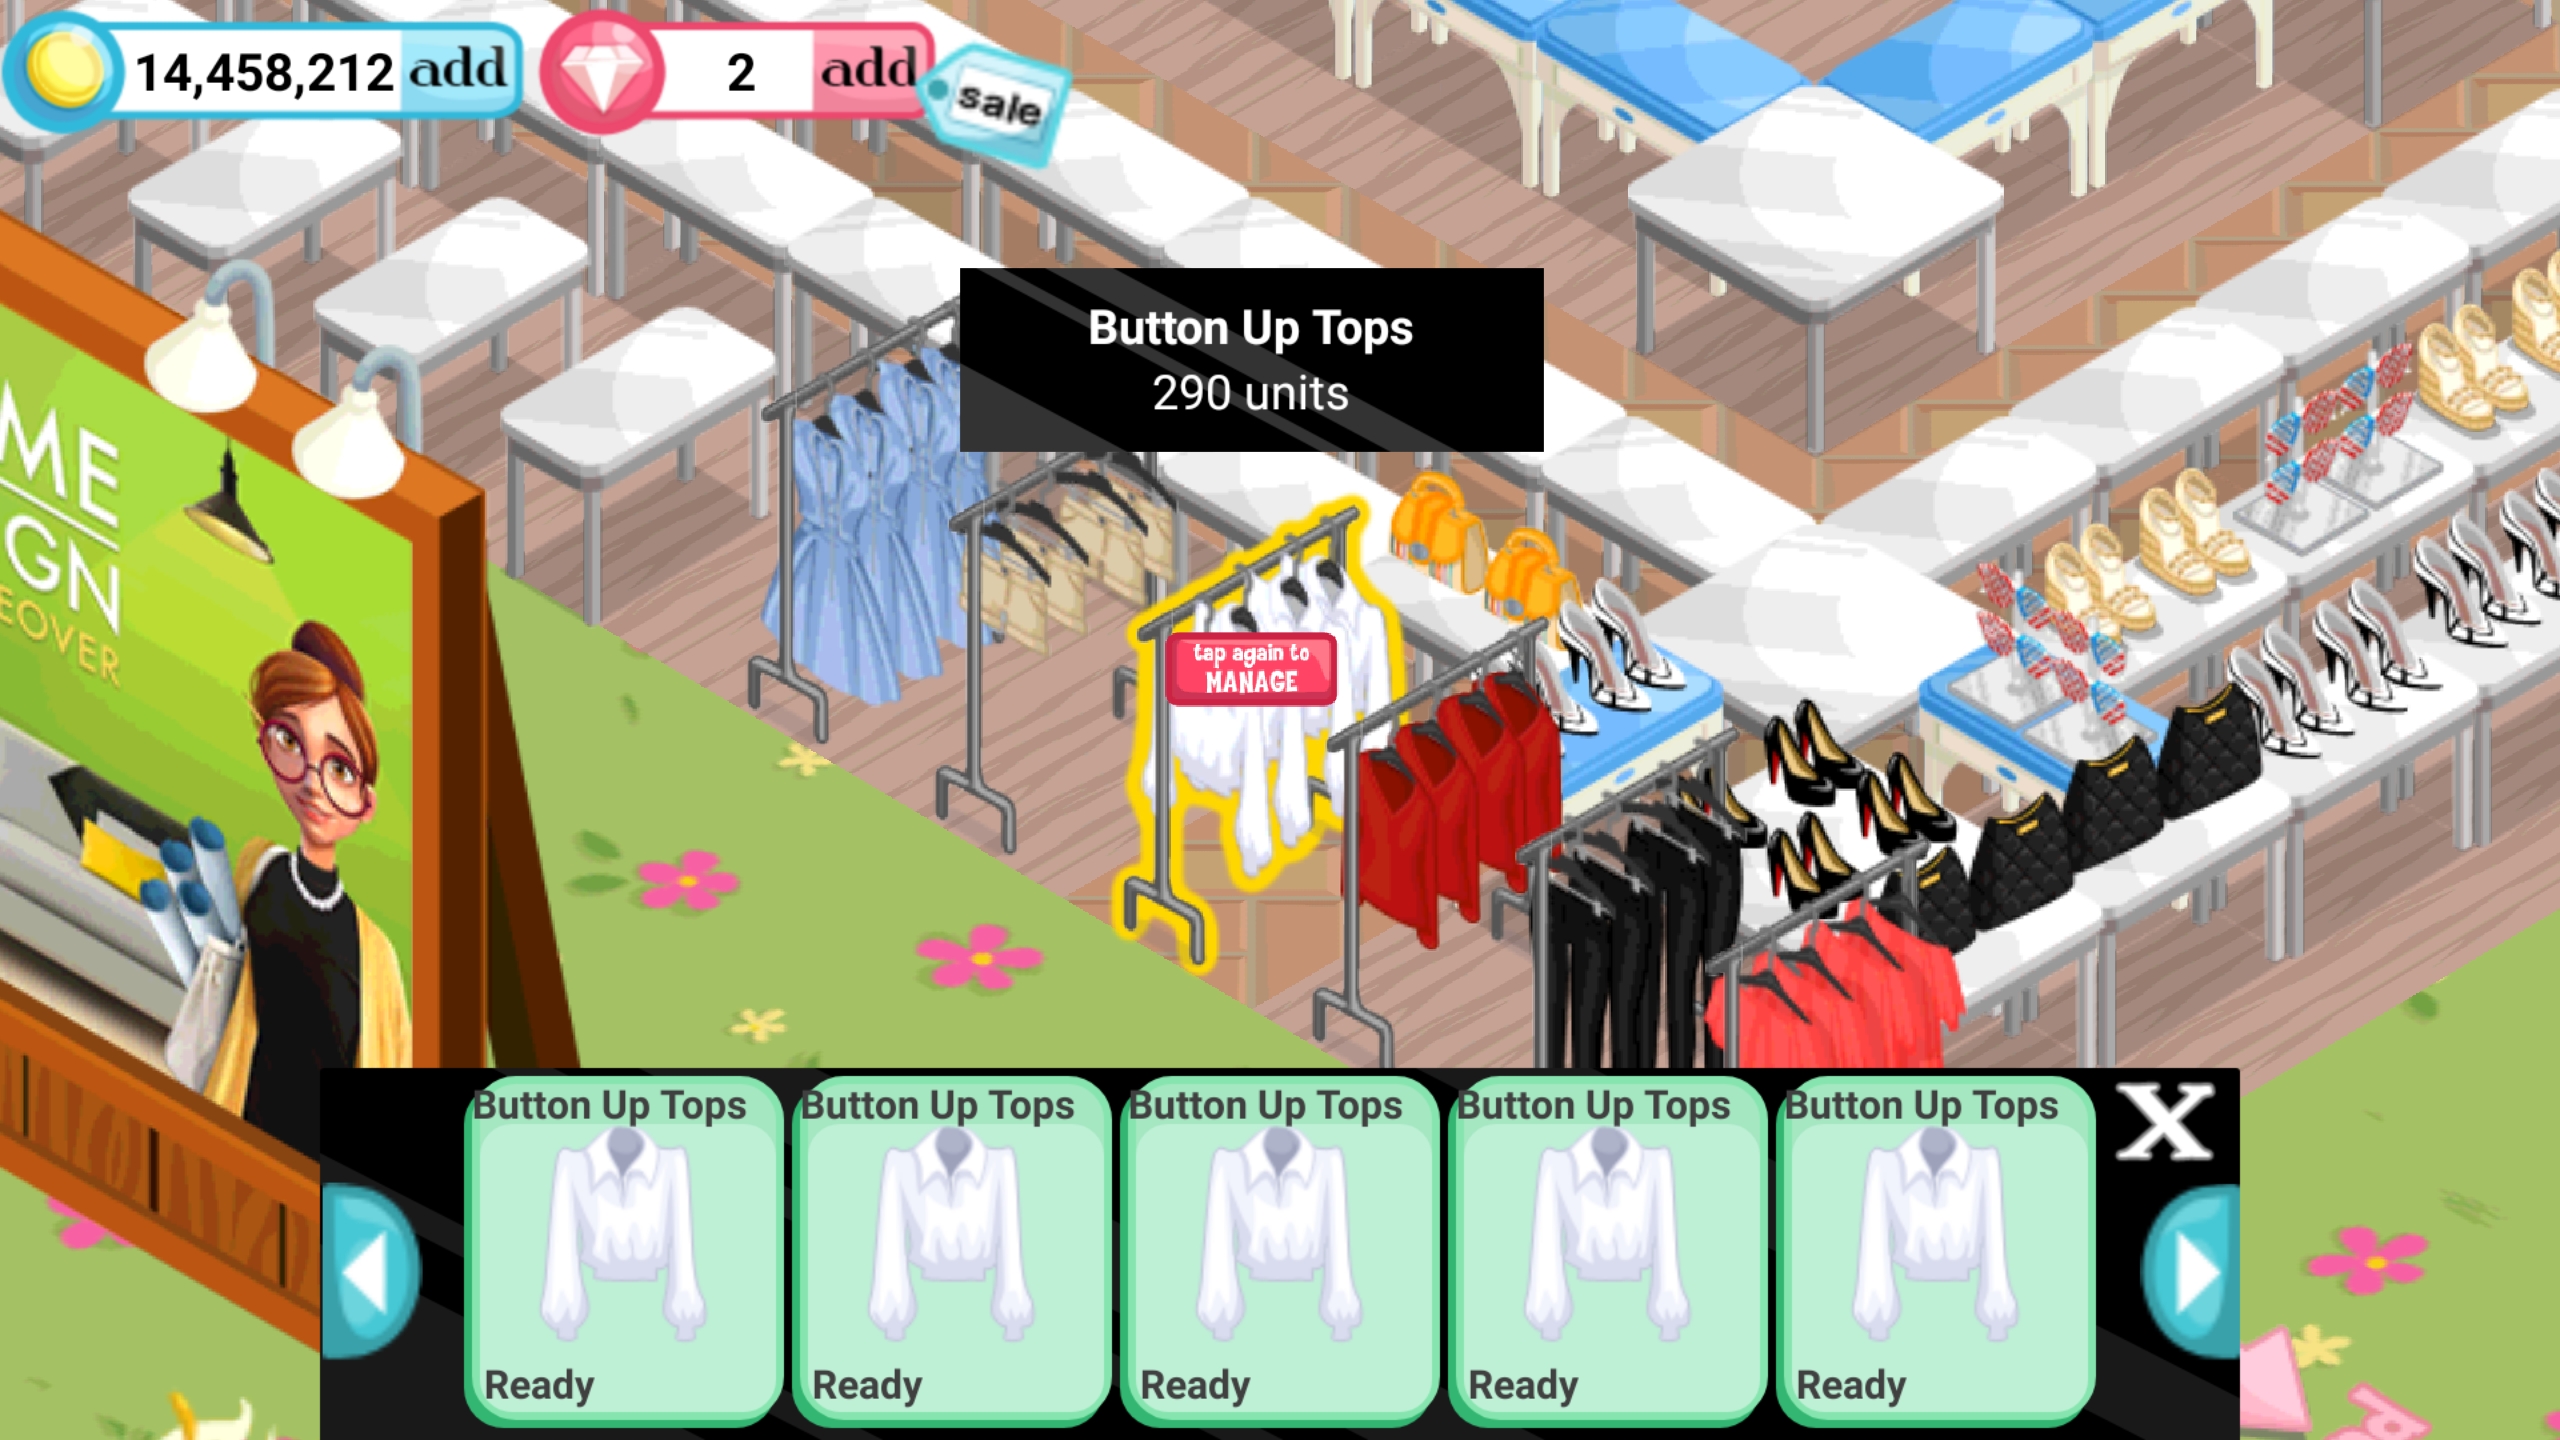 14,458,212 add
2 add
sale
Button Up Tops
290 units
ME
GN
EOVER
tap again to
MANAGE
Button Up Tops
Button Up Tops
Button Up Tops
Button Up Tops
Button Up Tops
X
Ready
Ready
Ready
Ready
Ready